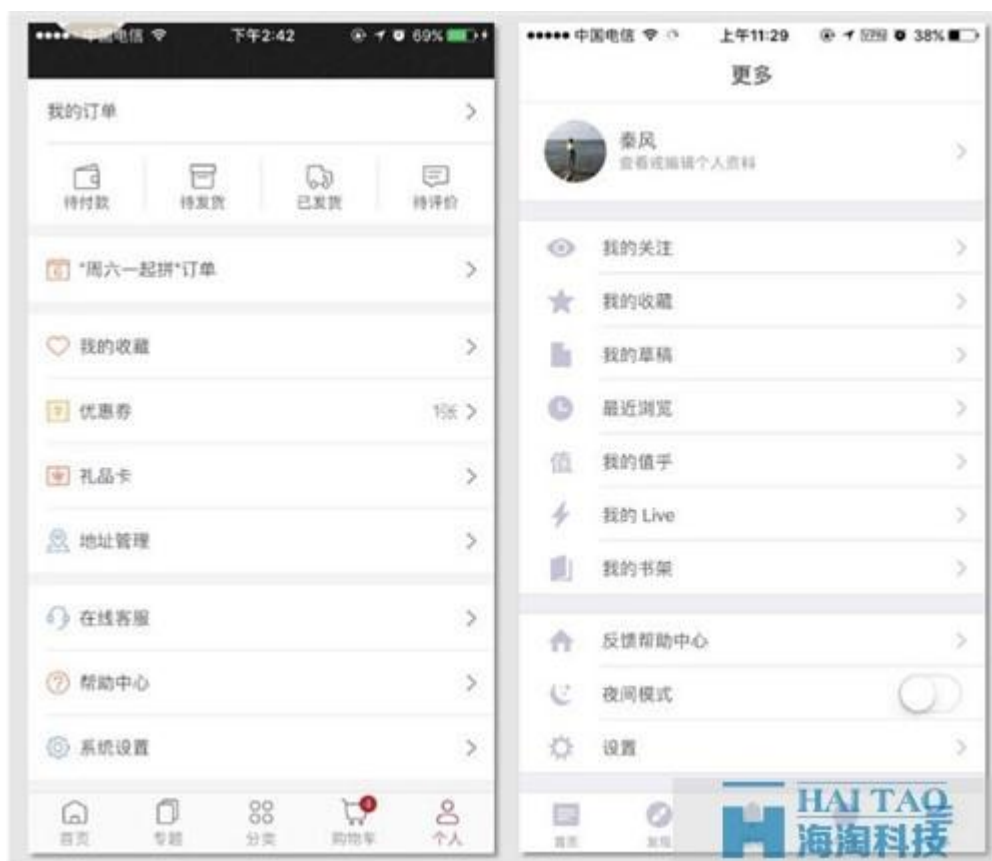 中国电信 下午2:42 69%
我的订单
待付款 待发货 已发货 待评价
"周六一起拼"订单
我的收藏
优惠券
礼品卡
地址管理
在线客服
帮助中心
系统设置
首页 专题 分类 购物车 个人
中国电信 上午11:29 VPN 38%
更多
秦风
查看或编辑个人资料
我的关注
我的收藏
我的草稿
最近浏览
我的值乎
我的 Live
我的书架
反馈帮助中心
夜间模式
设置
首页 发现
HAI TAO
海淘科技